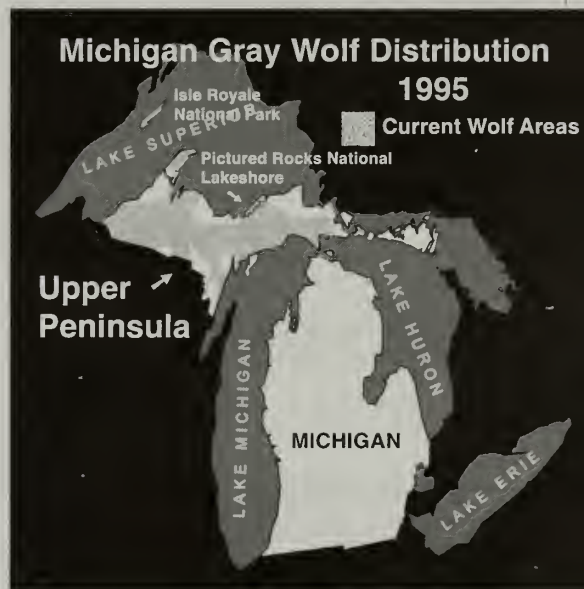 Michigan Gray Wolf Distribution
1995
Isle Royale
National Park
Current Wolf Areas
LAKE SUPERIOR
Pictured Rocks National
Lakeshore
Upper
Peninsula
LAKE HURON
LAKE MICHIGAN
MICHIGAN
LAKE ERIE